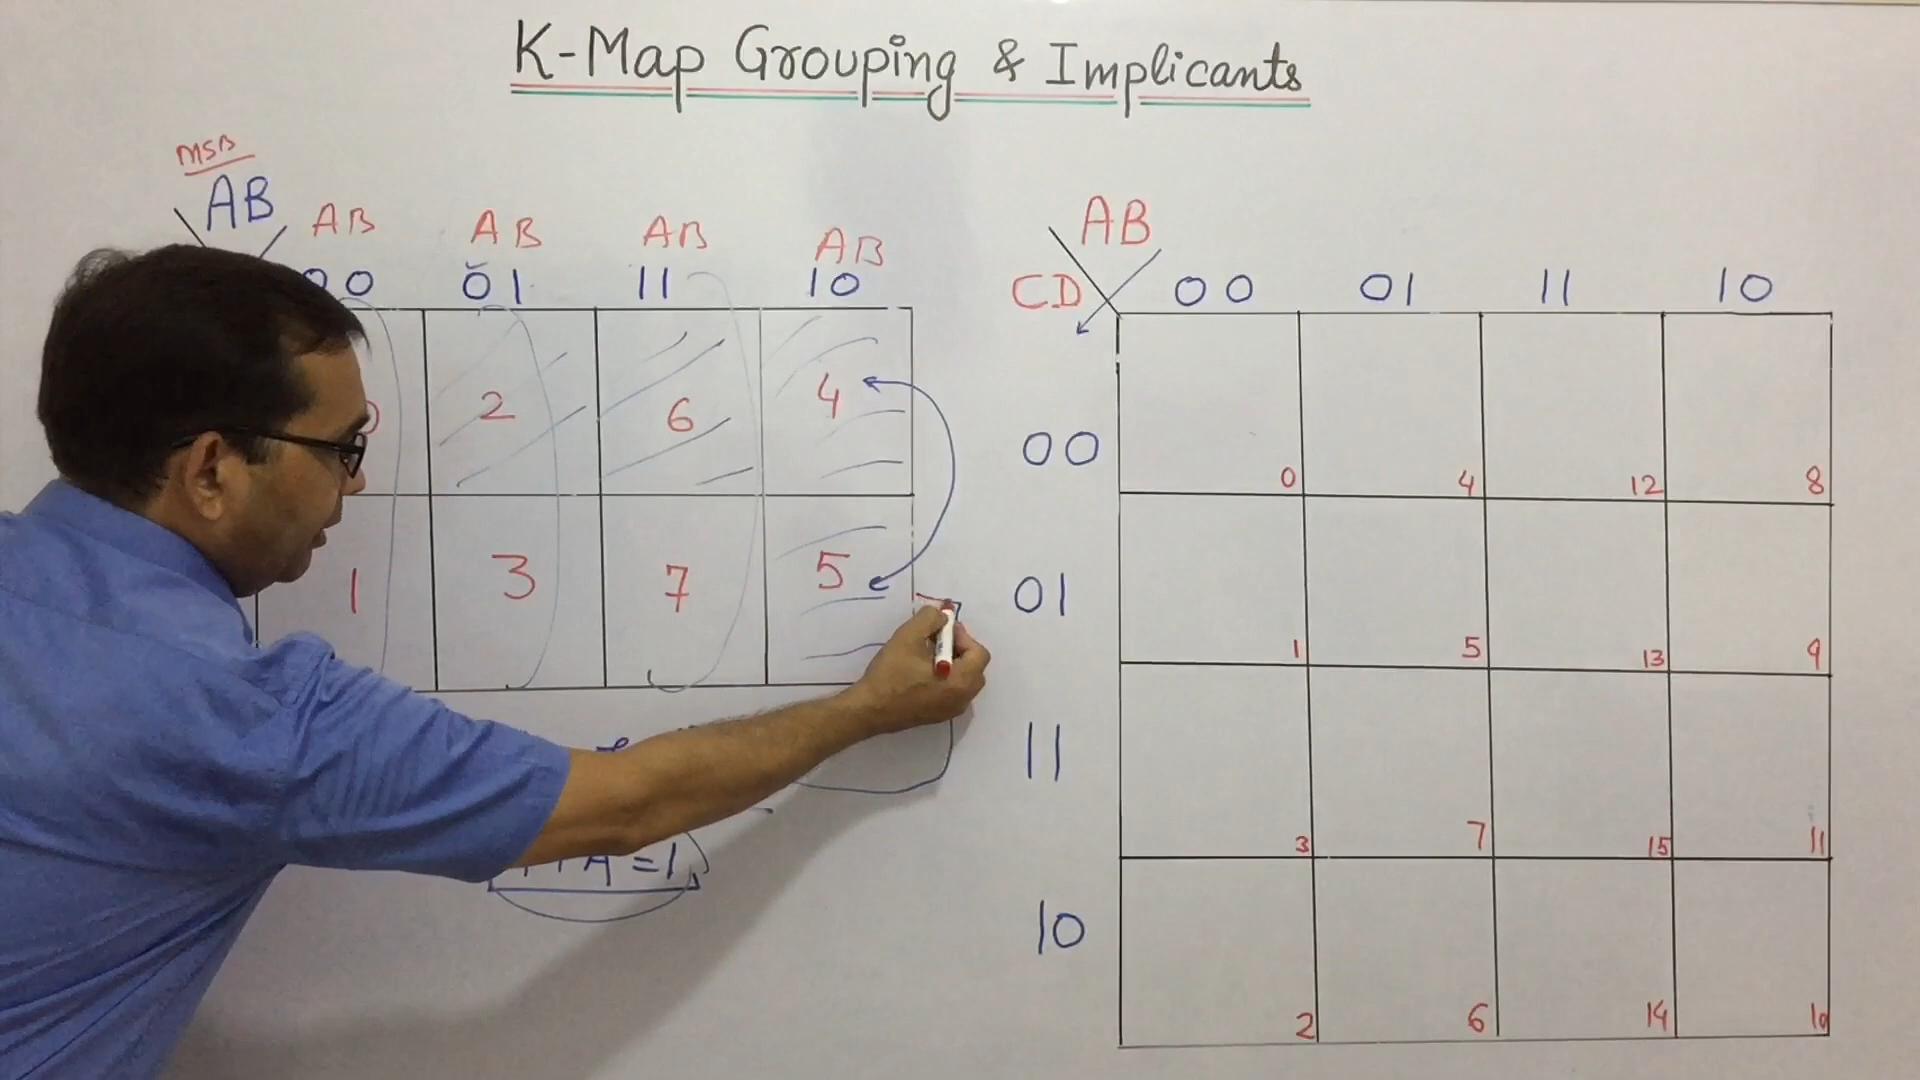 K-Map Grouping & Implicants
MSB
AB
AB AB AB AB
00 01 11 10
2 6 4
1 3 7 5
A = 1
AB
CD
00 01 11 10
00
0 4 12 8
01
1 5 13 9
11
3 7 15 11
10
2 6 14 10